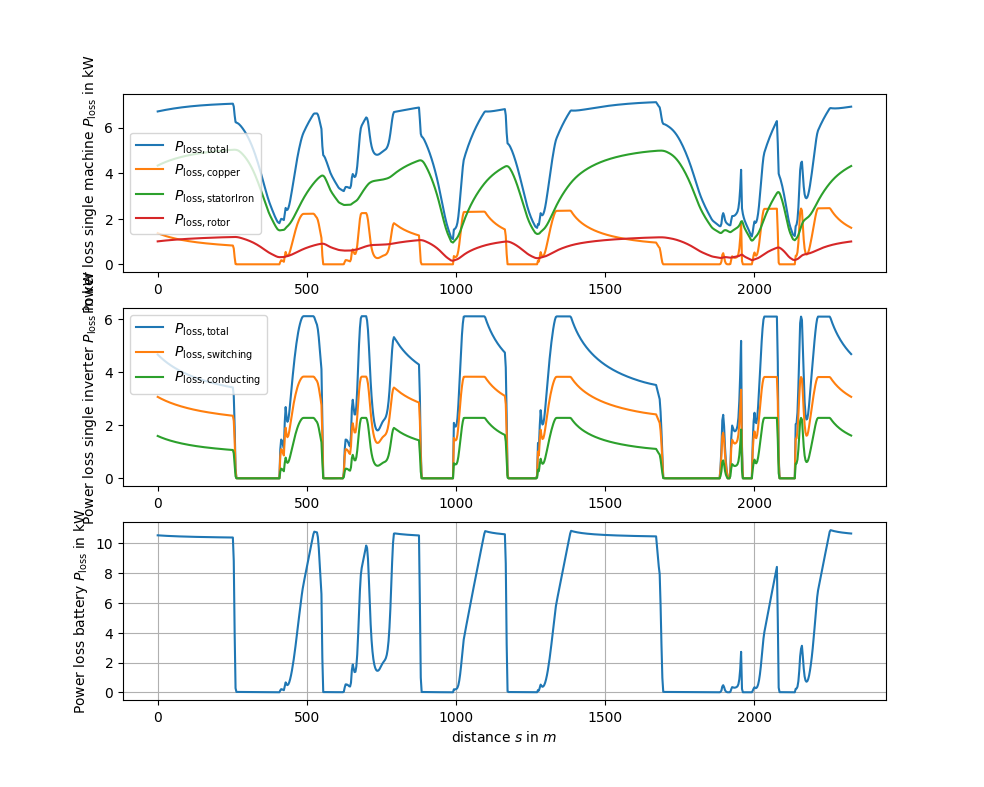 Power loss single machine P_loss in kW
6
4
2
0
P_loss, total
P_loss, copper
P_loss, statorIron
P_loss, rotor
0
500
1000
1500
2000
Power loss single inverter P_loss in kW
6
4
2
0
P_loss, total
P_loss, switching
P_loss, conducting
0
500
1000
1500
2000
Power loss battery P_loss in kW
10
8
6
4
2
0
0
500
1000
1500
2000
distance s in m